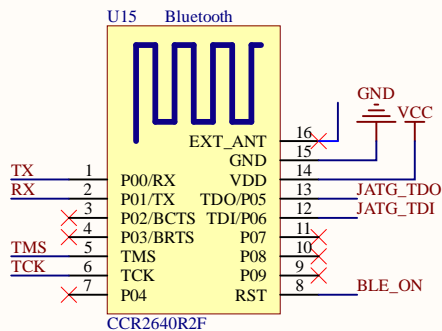 U15 Bluetooth
GND
VCC
EXT_ANT 16
GND 15
TX 1 P00/RX VDD 14
RX 2 P01/TX TDO/P05 13 JATG_TDO
3 P02/BCTS TDI/P06 12 JATG_TDI
4 P03/BRTS P07 11
TMS 5 TMS P08 10
TCK 6 TCK P09 9
7 P04 RST 8 BLE_ON
CCR2640R2F